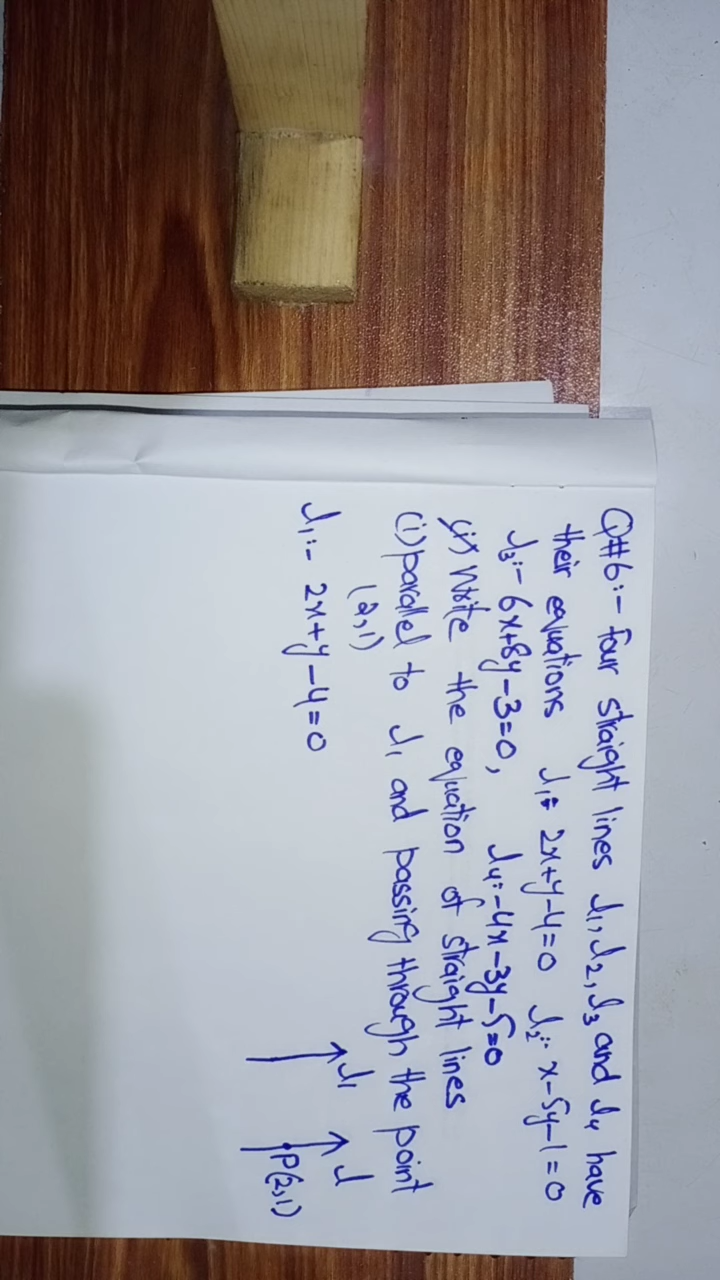 Q#6:- four straight lines l1, l2, l3 and l4 have
their equations l1:- 2x+y-4=0 l2:- x-5y-1=0
l3:- 6x+8y-3=0, l4:- 4x-3y-5=0
Write the equation of straight lines
(i) parallel to l1 and passing through the point
(2,1)
l1:- 2x+y-4=0
l1 l
P(2,1)